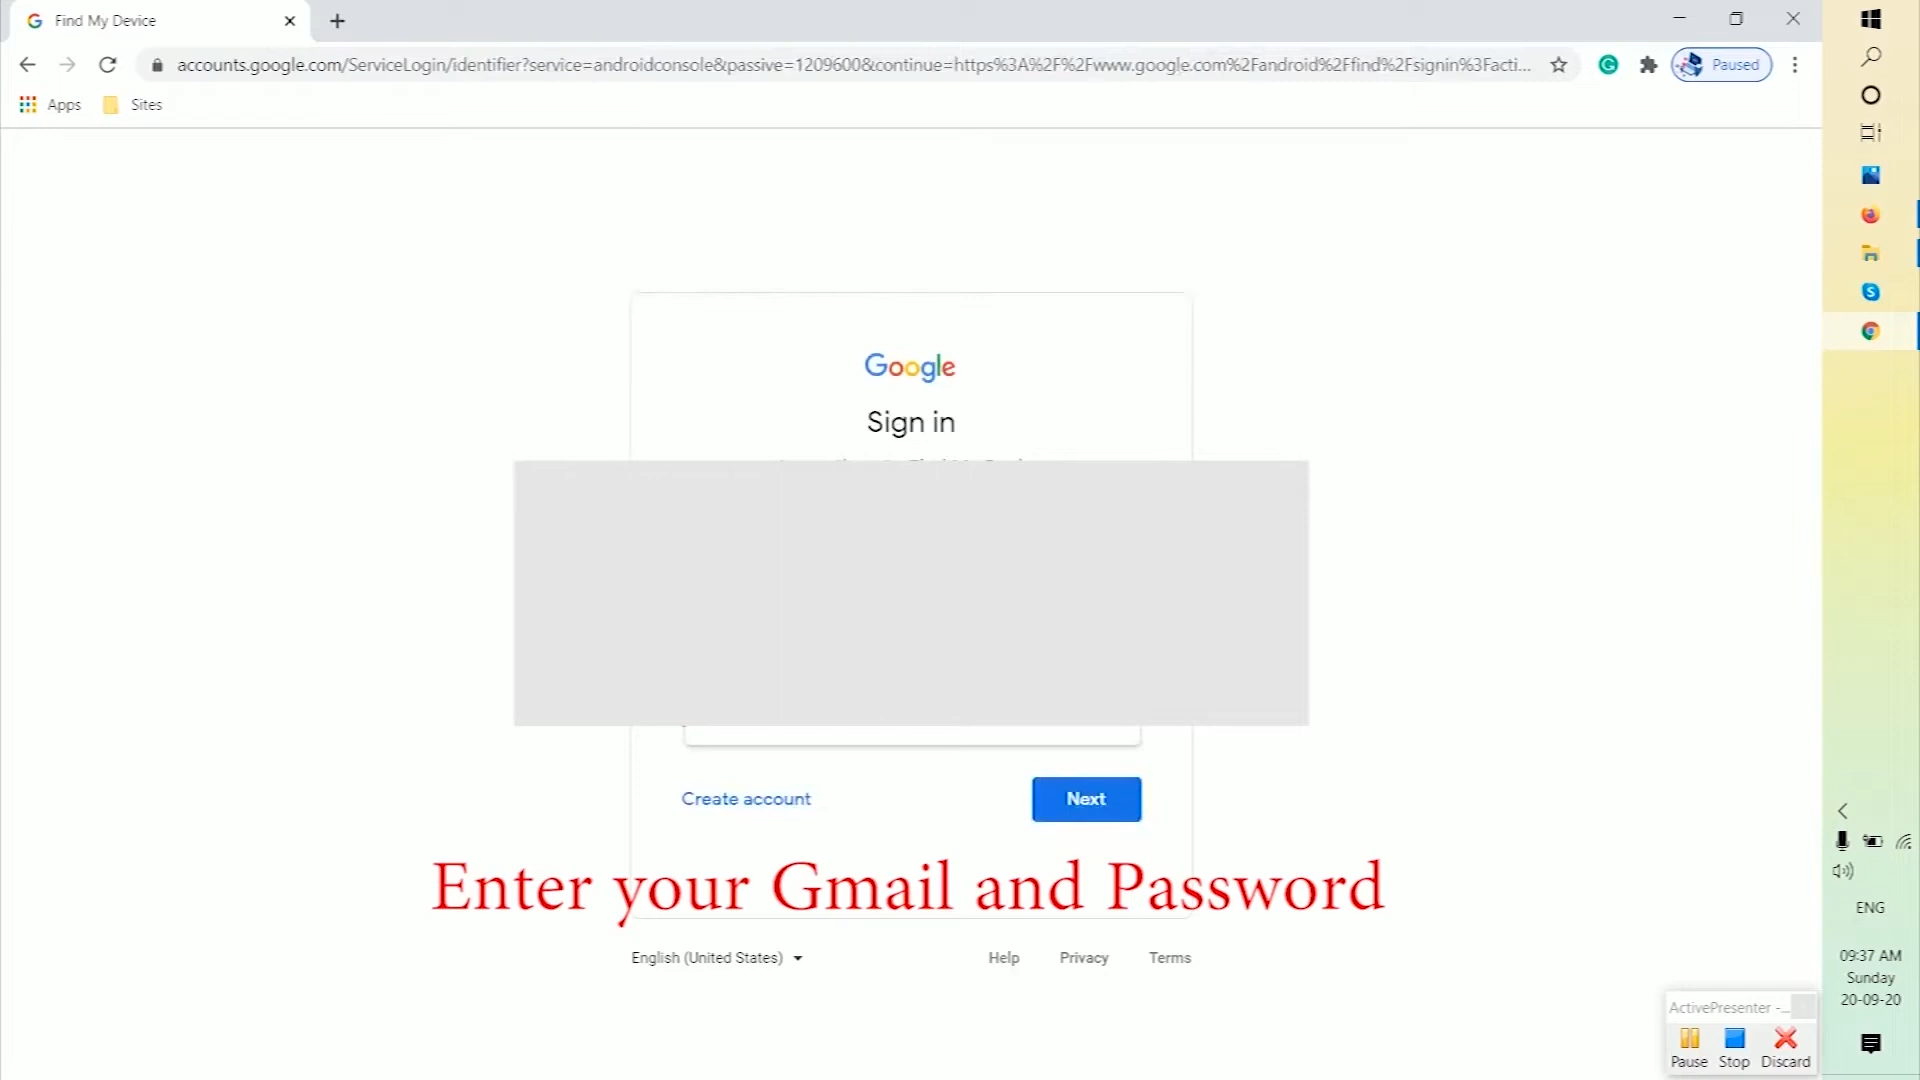 Find My Device
accounts.google.com/ServiceLogin/identifier?service=androidconsole&passive=1209600&continue=https%3A%2F%2Fwww.google.com%2Fandroid%2Ffind%2Fsignin%3Facti...
Paused
Apps
Sites
Google
Sign in
Create account
Next
Enter your Gmail and Password
English (United States)
Help
Privacy
Terms
ENG
09:37 AM
Sunday
20-09-20
ActivePresenter -...
Pause
Stop
Discard